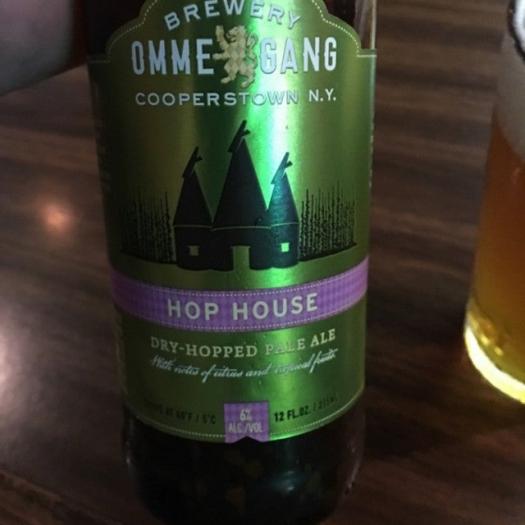 BREWERY
OMMEGANG
COOPERSTOWN N.Y.
HOP HOUSE
DRY-HOPPED PALE ALE
With notes of citrus and tropical fruits.
6%
ALC./VOL
12 FL.OZ.